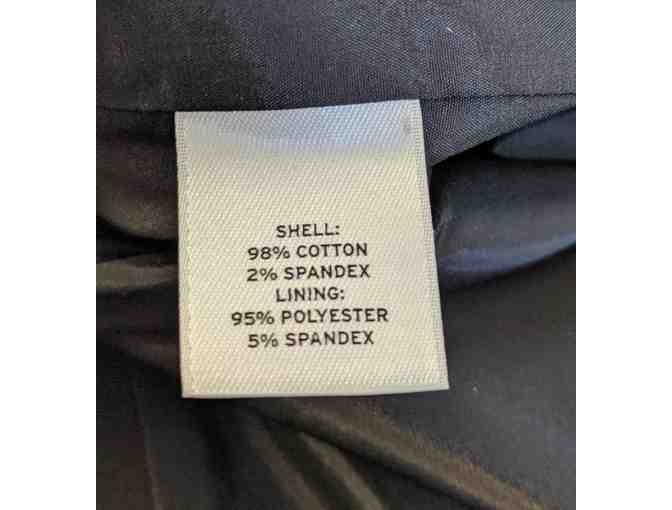 SHELL:
98% COTTON
2% SPANDEX
LINING:
95% POLYESTER
5% SPANDEX